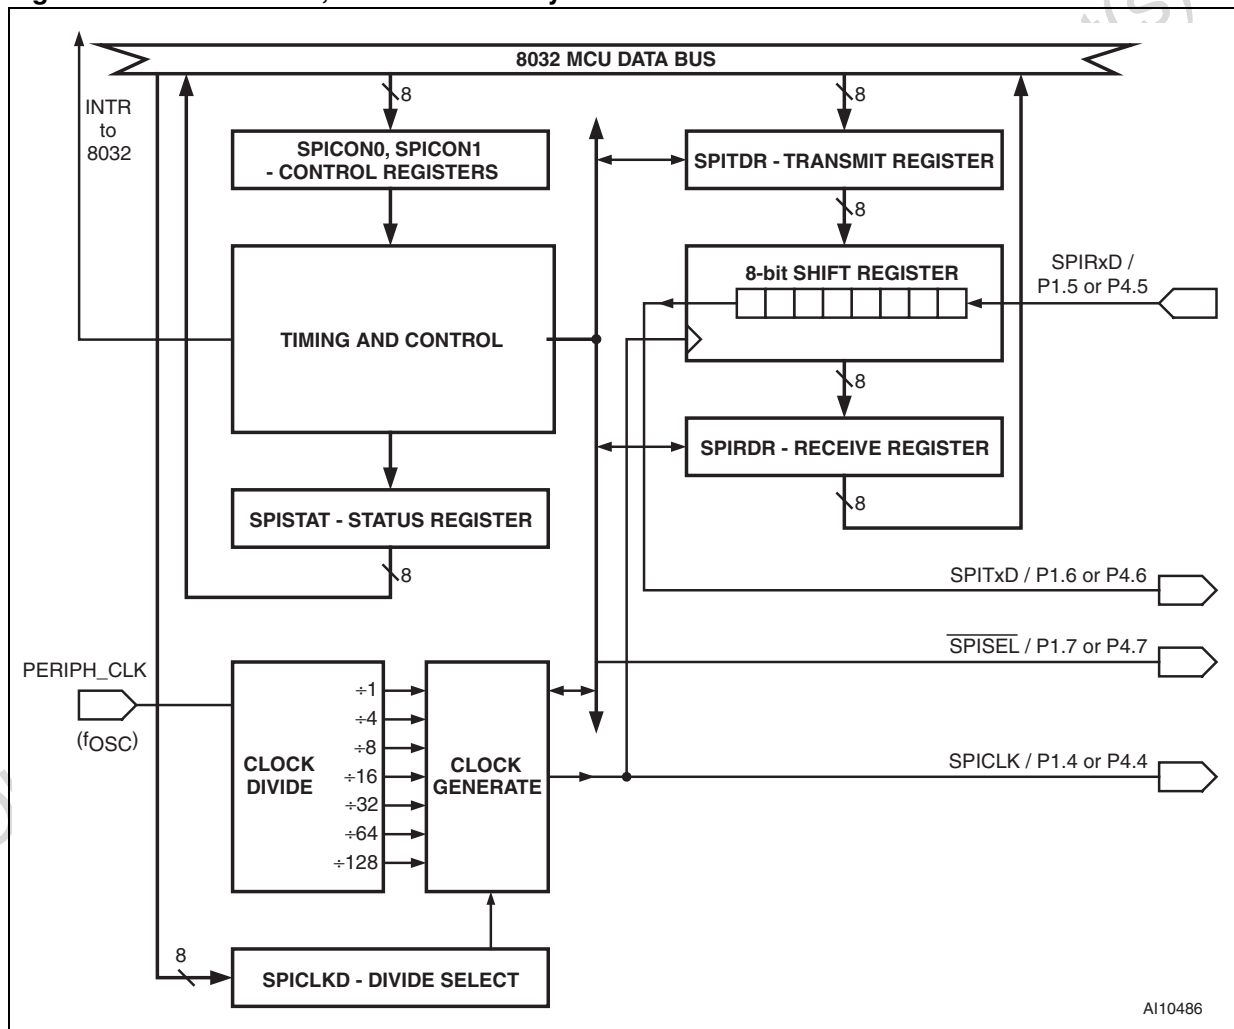 8032 MCU DATA BUS
INTR
to
8032
8
8
SPICON0, SPICON1
- CONTROL REGISTERS
SPITDR - TRANSMIT REGISTER
8
TIMING AND CONTROL
8-bit SHIFT REGISTER
SPIRxD /
P1.5 or P4.5
8
SPIRDR - RECEIVE REGISTER
8
SPISTAT - STATUS REGISTER
8
SPITxD / P1.6 or P4.6
SPISEL / P1.7 or P4.7
PERIPH_CLK
(fOSC)
CLOCK
DIVIDE
÷1
÷4
÷8
÷16
÷32
÷64
÷128
CLOCK
GENERATE
SPICLK / P1.4 or P4.4
8
SPICLKD - DIVIDE SELECT
AI10486